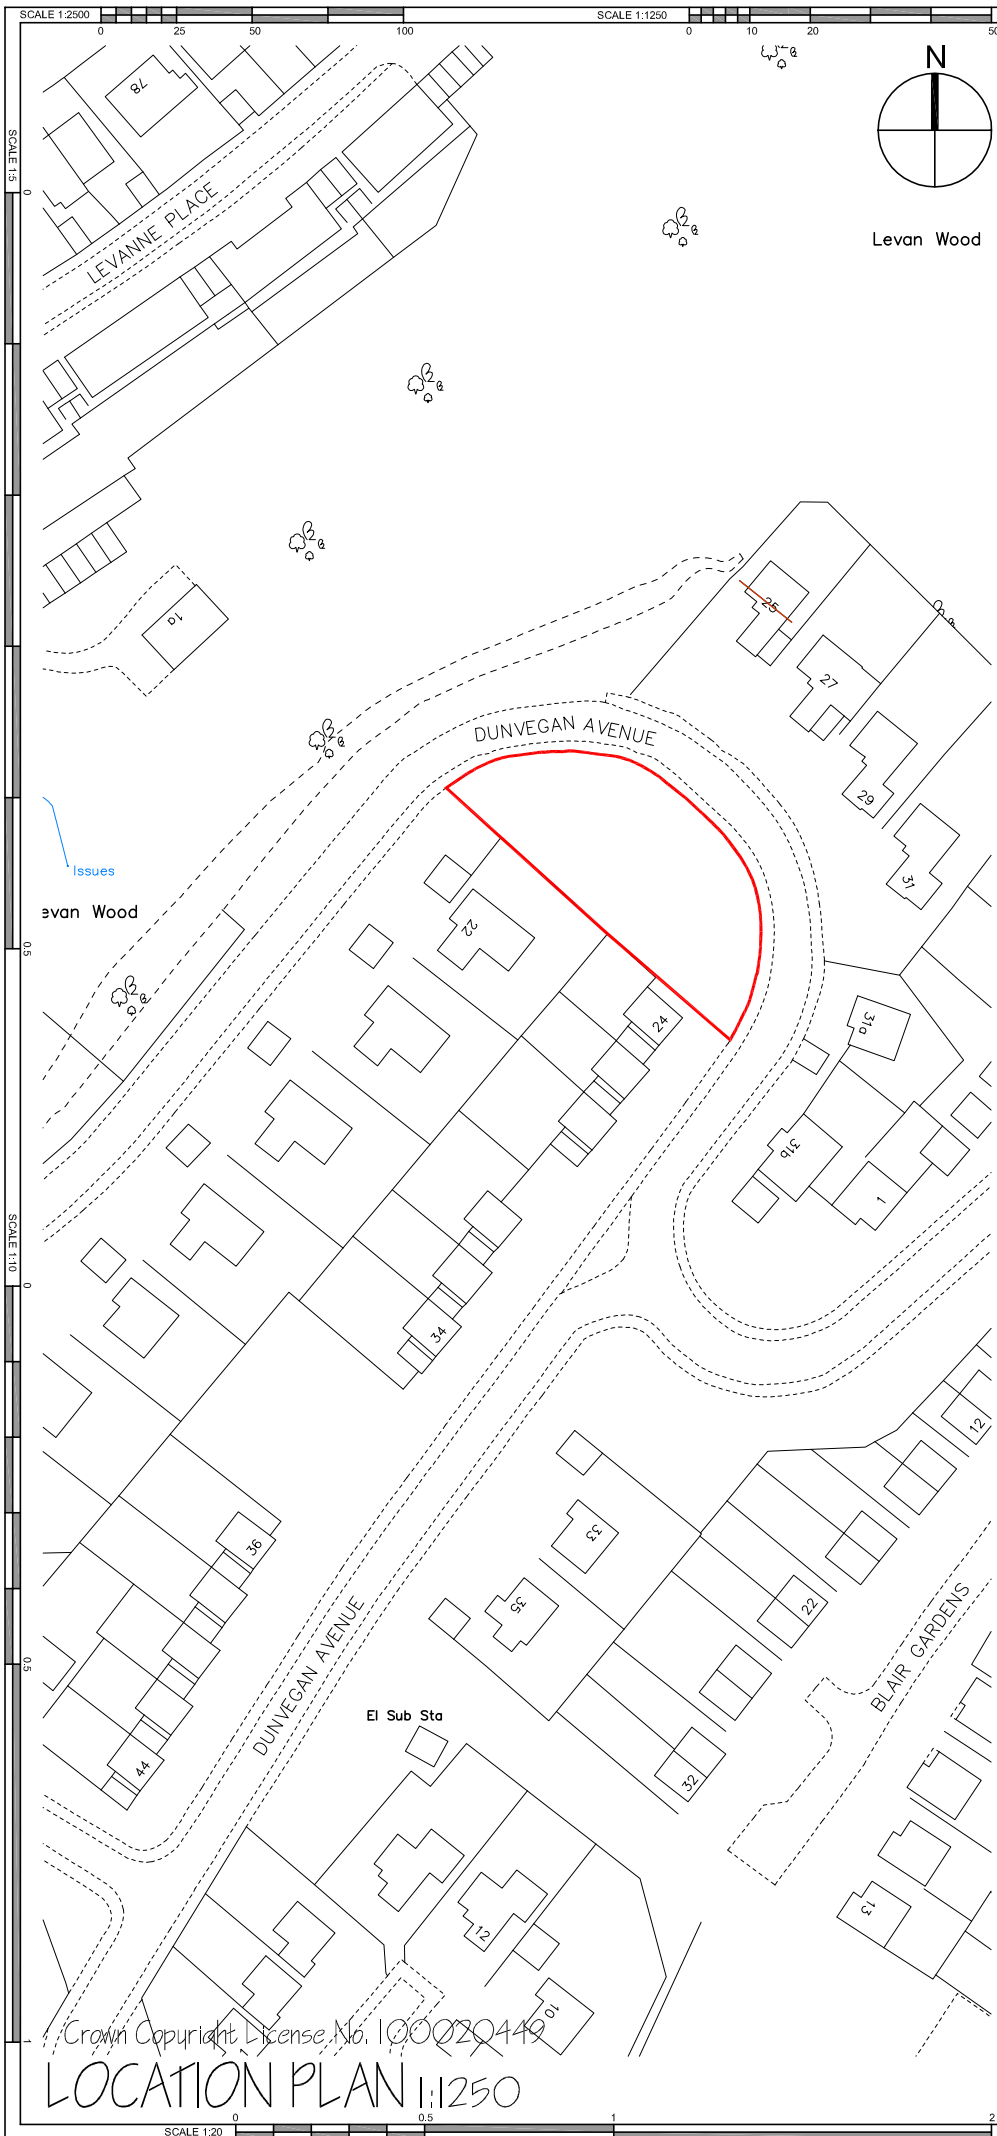 SCALE 1:2500
SCALE 1:1250
0 25 50 100
0 10 20 50
N
78
SCALE 1:5
0
LEVANNE PLACE
Levan Wood
1a
25
27
DUNVEGAN AVENUE
29
Issues
31
evan Wood
22
0.5
24
31a
31b
1
SCALE 1:10
0
34
12
33
36
35
22
BLAIR GARDENS
0.5
DUNVEGAN AVENUE
El Sub Sta
44
32
13
12
10
1
Crown Copyright License No. 100020449
1
LOCATION PLAN 1:1250
0 0.5 1 2
SCALE 1:20